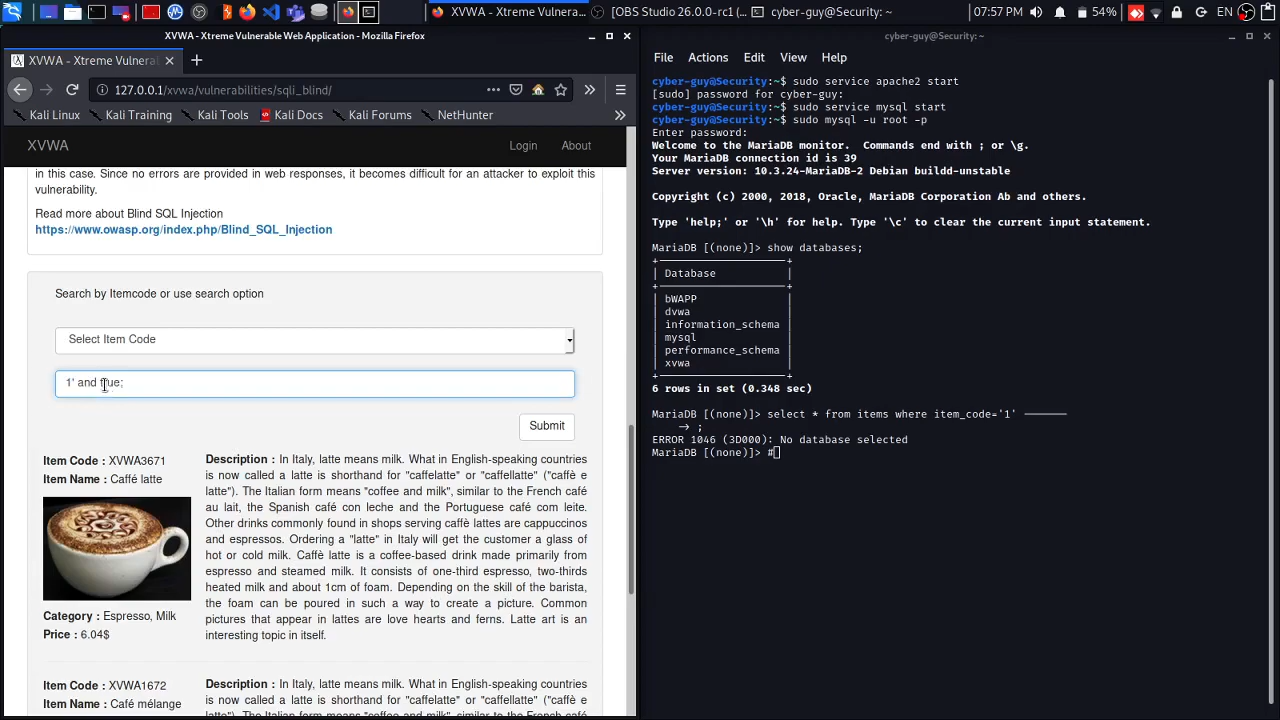 XVWA - Xtreme Vulnera...
[OBS Studio 26.0.0-rc1 (...
cyber-guy@Security: ~
07:57 PM
54%
EN
XVWA - Xtreme Vulnerable Web Application - Mozilla Firefox
XVWA - Xtreme Vulnerabl
127.0.0.1/xvwa/vulnerabilities/sqli_blind/
Kali Linux
Kali Training
Kali Tools
Kali Docs
Kali Forums
NetHunter
XVWA
Login
About
in this case. Since no errors are provided in web responses, it becomes difficult for an attacker to exploit this
vulnerability.
Read more about Blind SQL Injection
https://www.owasp.org/index.php/Blind_SQL_Injection
Search by Itemcode or use search option
Select Item Code
1' and true;
Submit
Item Code : XVWA3671
Item Name : Caffé latte
Category : Espresso, Milk
Price : 6.04$
Description : In Italy, latte means milk. What in English-speaking countries
is now called a latte is shorthand for "caffelatte" or "caffellatte" ("caffè e
latte"). The Italian form means "coffee and milk", similar to the French café
au lait, the Spanish café con leche and the Portuguese café com leite.
Other drinks commonly found in shops serving caffè lattes are cappuccinos
and espressos. Ordering a "latte" in Italy will get the customer a glass of
hot or cold milk. Caffè latte is a coffee-based drink made primarily from
espresso and steamed milk. It consists of one-third espresso, two-thirds
heated milk and about 1cm of foam. Depending on the skill of the barista,
the foam can be poured in such a way to create a picture. Common
pictures that appear in lattes are love hearts and ferns. Latte art is an
interesting topic in itself.
Item Code : XVWA1672
Item Name : Café mélange
Description : In Italy, latte means milk. What in English-speaking countries
is now called a latte is shorthand for "caffelatte" or "caffellatte" ("caffè e
latte"). The Italian form means "coffee and milk", similar to the French café
cyber-guy@Security: ~
File Actions Edit View Help
cyber-guy@Security:~$ sudo service apache2 start
[sudo] password for cyber-guy:
cyber-guy@Security:~$ sudo service mysql start
cyber-guy@Security:~$ sudo mysql -u root -p
Enter password:
Welcome to the MariaDB monitor.  Commands end with ; or \g.
Your MariaDB connection id is 39
Server version: 10.3.24-MariaDB-2 Debian buildd-unstable
Copyright (c) 2000, 2018, Oracle, MariaDB Corporation Ab and others.
Type 'help;' or '\h' for help. Type '\c' to clear the current input statement.
MariaDB [(none)]> show databases;
| Database |
| bWAPP |
| dvwa |
| information_schema |
| mysql |
| performance_schema |
| xvwa |
6 rows in set (0.348 sec)
MariaDB [(none)]> select * from items where item_code='1' ———————
→ ;
ERROR 1046 (3D000): No database selected
MariaDB [(none)]> #